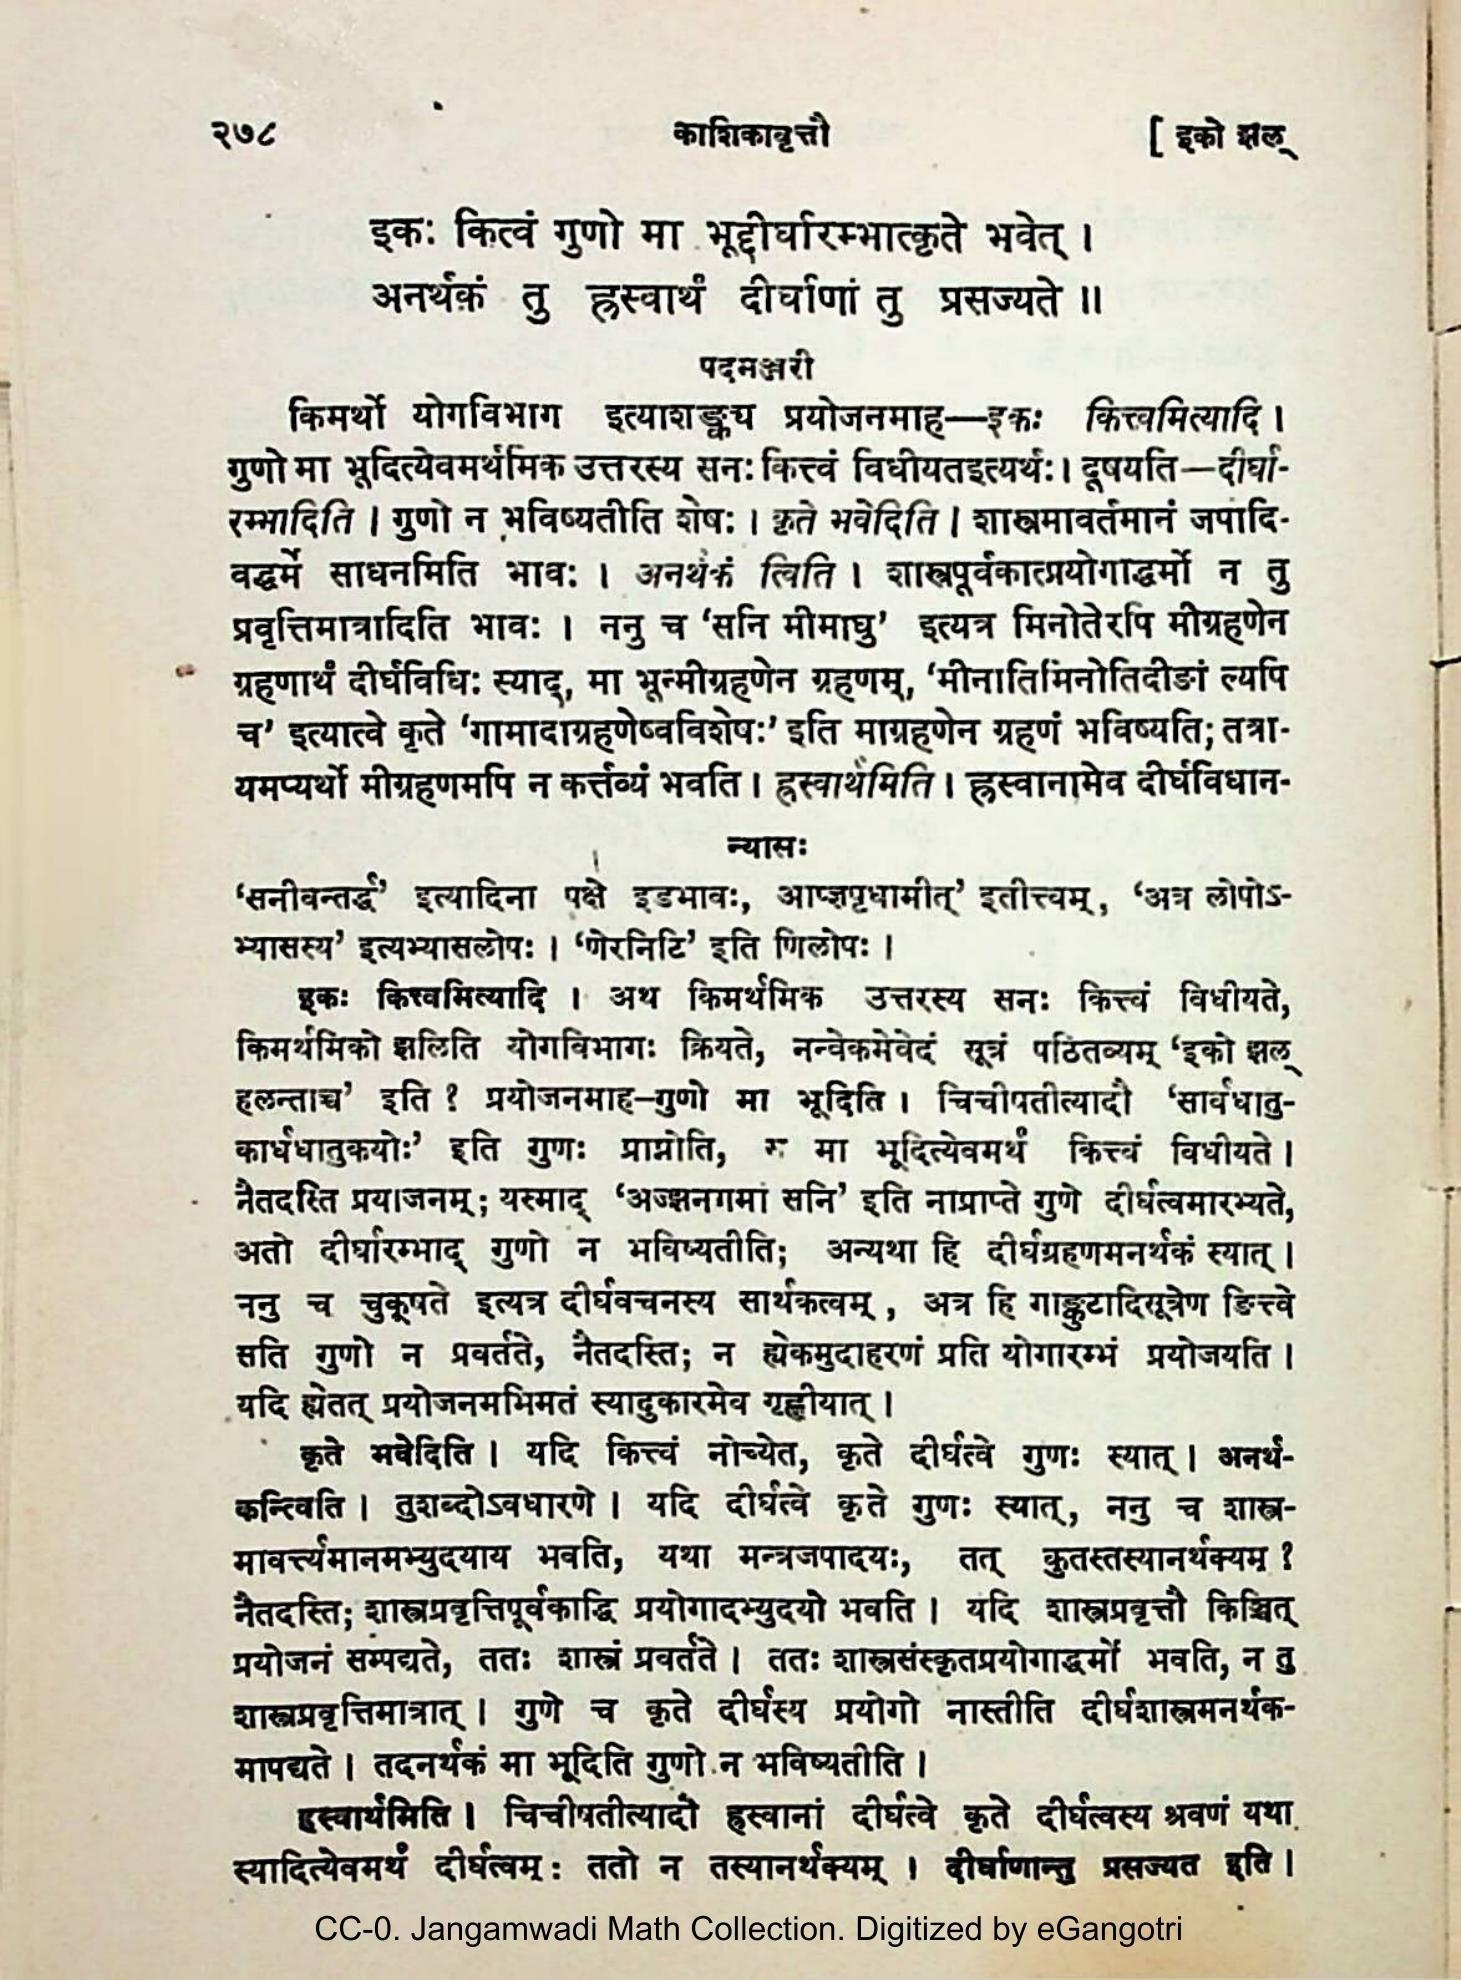 २७८ काशिकावृत्तौ [ इको झल्
इकः कित्वं गुणो मा भूद्दीर्घारम्भात्कृते भवेत् ।
अनर्थकं तु ह्रस्वार्थं दीर्घाणां तु प्रसज्यते ॥
पदमञ्जरी
किमर्थो योगविभाग इत्याशङ्क्य प्रयोजनमाह—इकः कित्त्वमित्यादि ।
गुणो मा भूदित्येवमर्थमिक उत्तरस्य सनः कित्त्वं विधीयतइत्यर्थः । दूषयति—दीर्घा-
रम्भादिति । गुणो न भविष्यतीति शेषः । कृते भवेदिति । शास्त्रमावर्तमानं जपादि-
वद्धर्मे साधनमिति भावः । अनर्थकं त्विति । शास्त्रपूर्वकात्प्रयोगाद्धर्मो न तु
प्रवृत्तिमात्रादिति भावः । ननु च ‘सनि मीमाघु’ इत्यत्र मिनोतेरपि मीग्रहणेन
ग्रहणार्थं दीर्घविधिः स्याद्, मा भून्मीग्रहणेन ग्रहणम्, ‘मीनातिमिनोतिदीङां ल्यपि
च’ इत्यात्वे कृते ‘गामादाग्रहणेष्वविशेषः’ इति माग्रहणेन ग्रहणं भविष्यति; तत्रा-
यमप्यर्थो मीग्रहणमपि न कर्त्तव्यं भवति । ह्रस्वार्थमिति । ह्रस्वानामेव दीर्घविधान-
न्यासः
‘सनीवन्तर्द्ध’ इत्यादिना पक्षे इडभावः, आप्ज्ञपृधामीत्’ इतीत्त्वम्, ‘अत्र लोपोऽ-
भ्यासस्य’ इत्यभ्यासलोपः । ‘णेरनिटि’ इति णिलोपः ।
इकः कित्त्वमित्यादि । अथ किमर्थमिक उत्तरस्य सनः कित्त्वं विधीयते,
किमर्थमिको झलिति योगविभागः क्रियते, नन्वेकमेवेदं सूत्रं पठितव्यम् ‘इको झल्
हलन्ताच्च’ इति ? प्रयोजनमाह–गुणो मा भूदिति । चिचीषतीत्यादौ ‘सार्वधातु-
कार्धधातुकयोः’ इति गुणः प्राप्नोति, स मा भूदित्येवमर्थं कित्त्वं विधीयते ।
नैतदस्ति प्रयोजनम्; यस्माद् ‘अज्झनगमां सनि’ इति नाप्राप्ते गुणे दीर्घत्वमारभ्यते,
अतो दीर्घारम्भाद् गुणो न भविष्यतीति; अन्यथा हि दीर्घग्रहणमनर्थकं स्यात् ।
ननु च चुकूषते इत्यत्र दीर्घवचनस्य सार्थकत्वम्, अत्र हि गाङ्कुटादिसूत्रेण ङित्त्वे
सति गुणो न प्रवर्तते, नैतदस्ति; न ह्येकमुदाहरणं प्रति योगारम्भं प्रयोजयति ।
यदि ह्येतत् प्रयोजनमभिमतं स्यादुकारमेव गृह्णीयात् ।
कृते भवेदिति । यदि कित्त्वं नोच्येत, कृते दीर्घत्वे गुणः स्यात् । अनर्थ-
कन्त्विति । तुशब्दोऽवधारणे । यदि दीर्घत्वे कृते गुणः स्यात्, ननु च शास्त्र-
मावर्त्त्यमानमभ्युदयाय भवति, यथा मन्त्रजपादयः, तत् कुतस्तस्यानर्थक्यम् ?
नैतदस्ति; शास्त्रप्रवृत्तिपूर्वकाद्धि प्रयोगादभ्युदयो भवति । यदि शास्त्रप्रवृत्तौ किञ्चित्
प्रयोजनं सम्पद्यते, ततः शास्त्रं प्रवर्तते । ततः शास्त्रसंस्कृतप्रयोगाद्धर्मो भवति, न तु
शास्त्रप्रवृत्तिमात्रात् । गुणे च कृते दीर्घस्य प्रयोगो नास्तीति दीर्घशास्त्रमनर्थक-
मापद्यते । तदनर्थकं मा भूदिति गुणो न भविष्यतीति ।
ह्रस्वार्थमिति । चिचीषतीत्यादौ ह्रस्वानां दीर्घत्वे कृते दीर्घत्वस्य श्रवणं यथा
स्यादित्येवमर्थं दीर्घत्वम्: ततो न तस्यानर्थक्यम् । दीर्घाणान्तु प्रसज्यत इति ।
CC-0. Jangamwadi Math Collection. Digitized by eGangotri